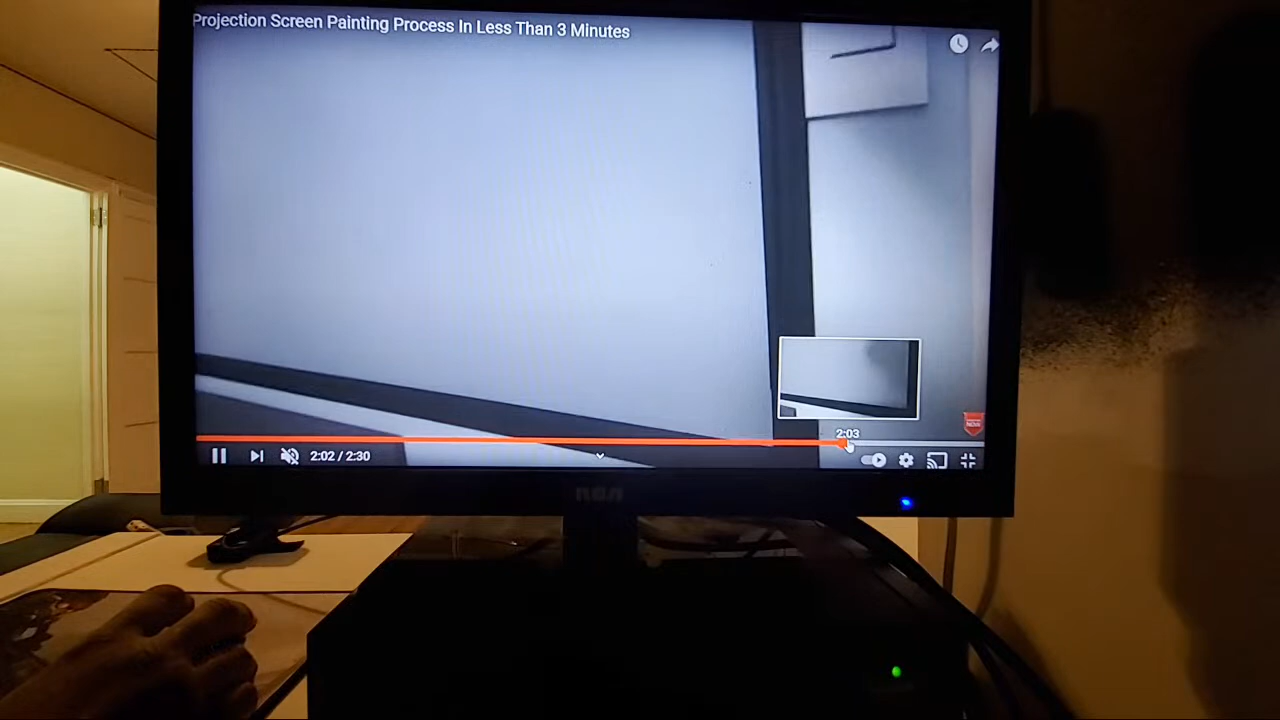 Projection Screen Painting Process In Less Than 3 Minutes
2:03
2:02 / 2:30
RCA